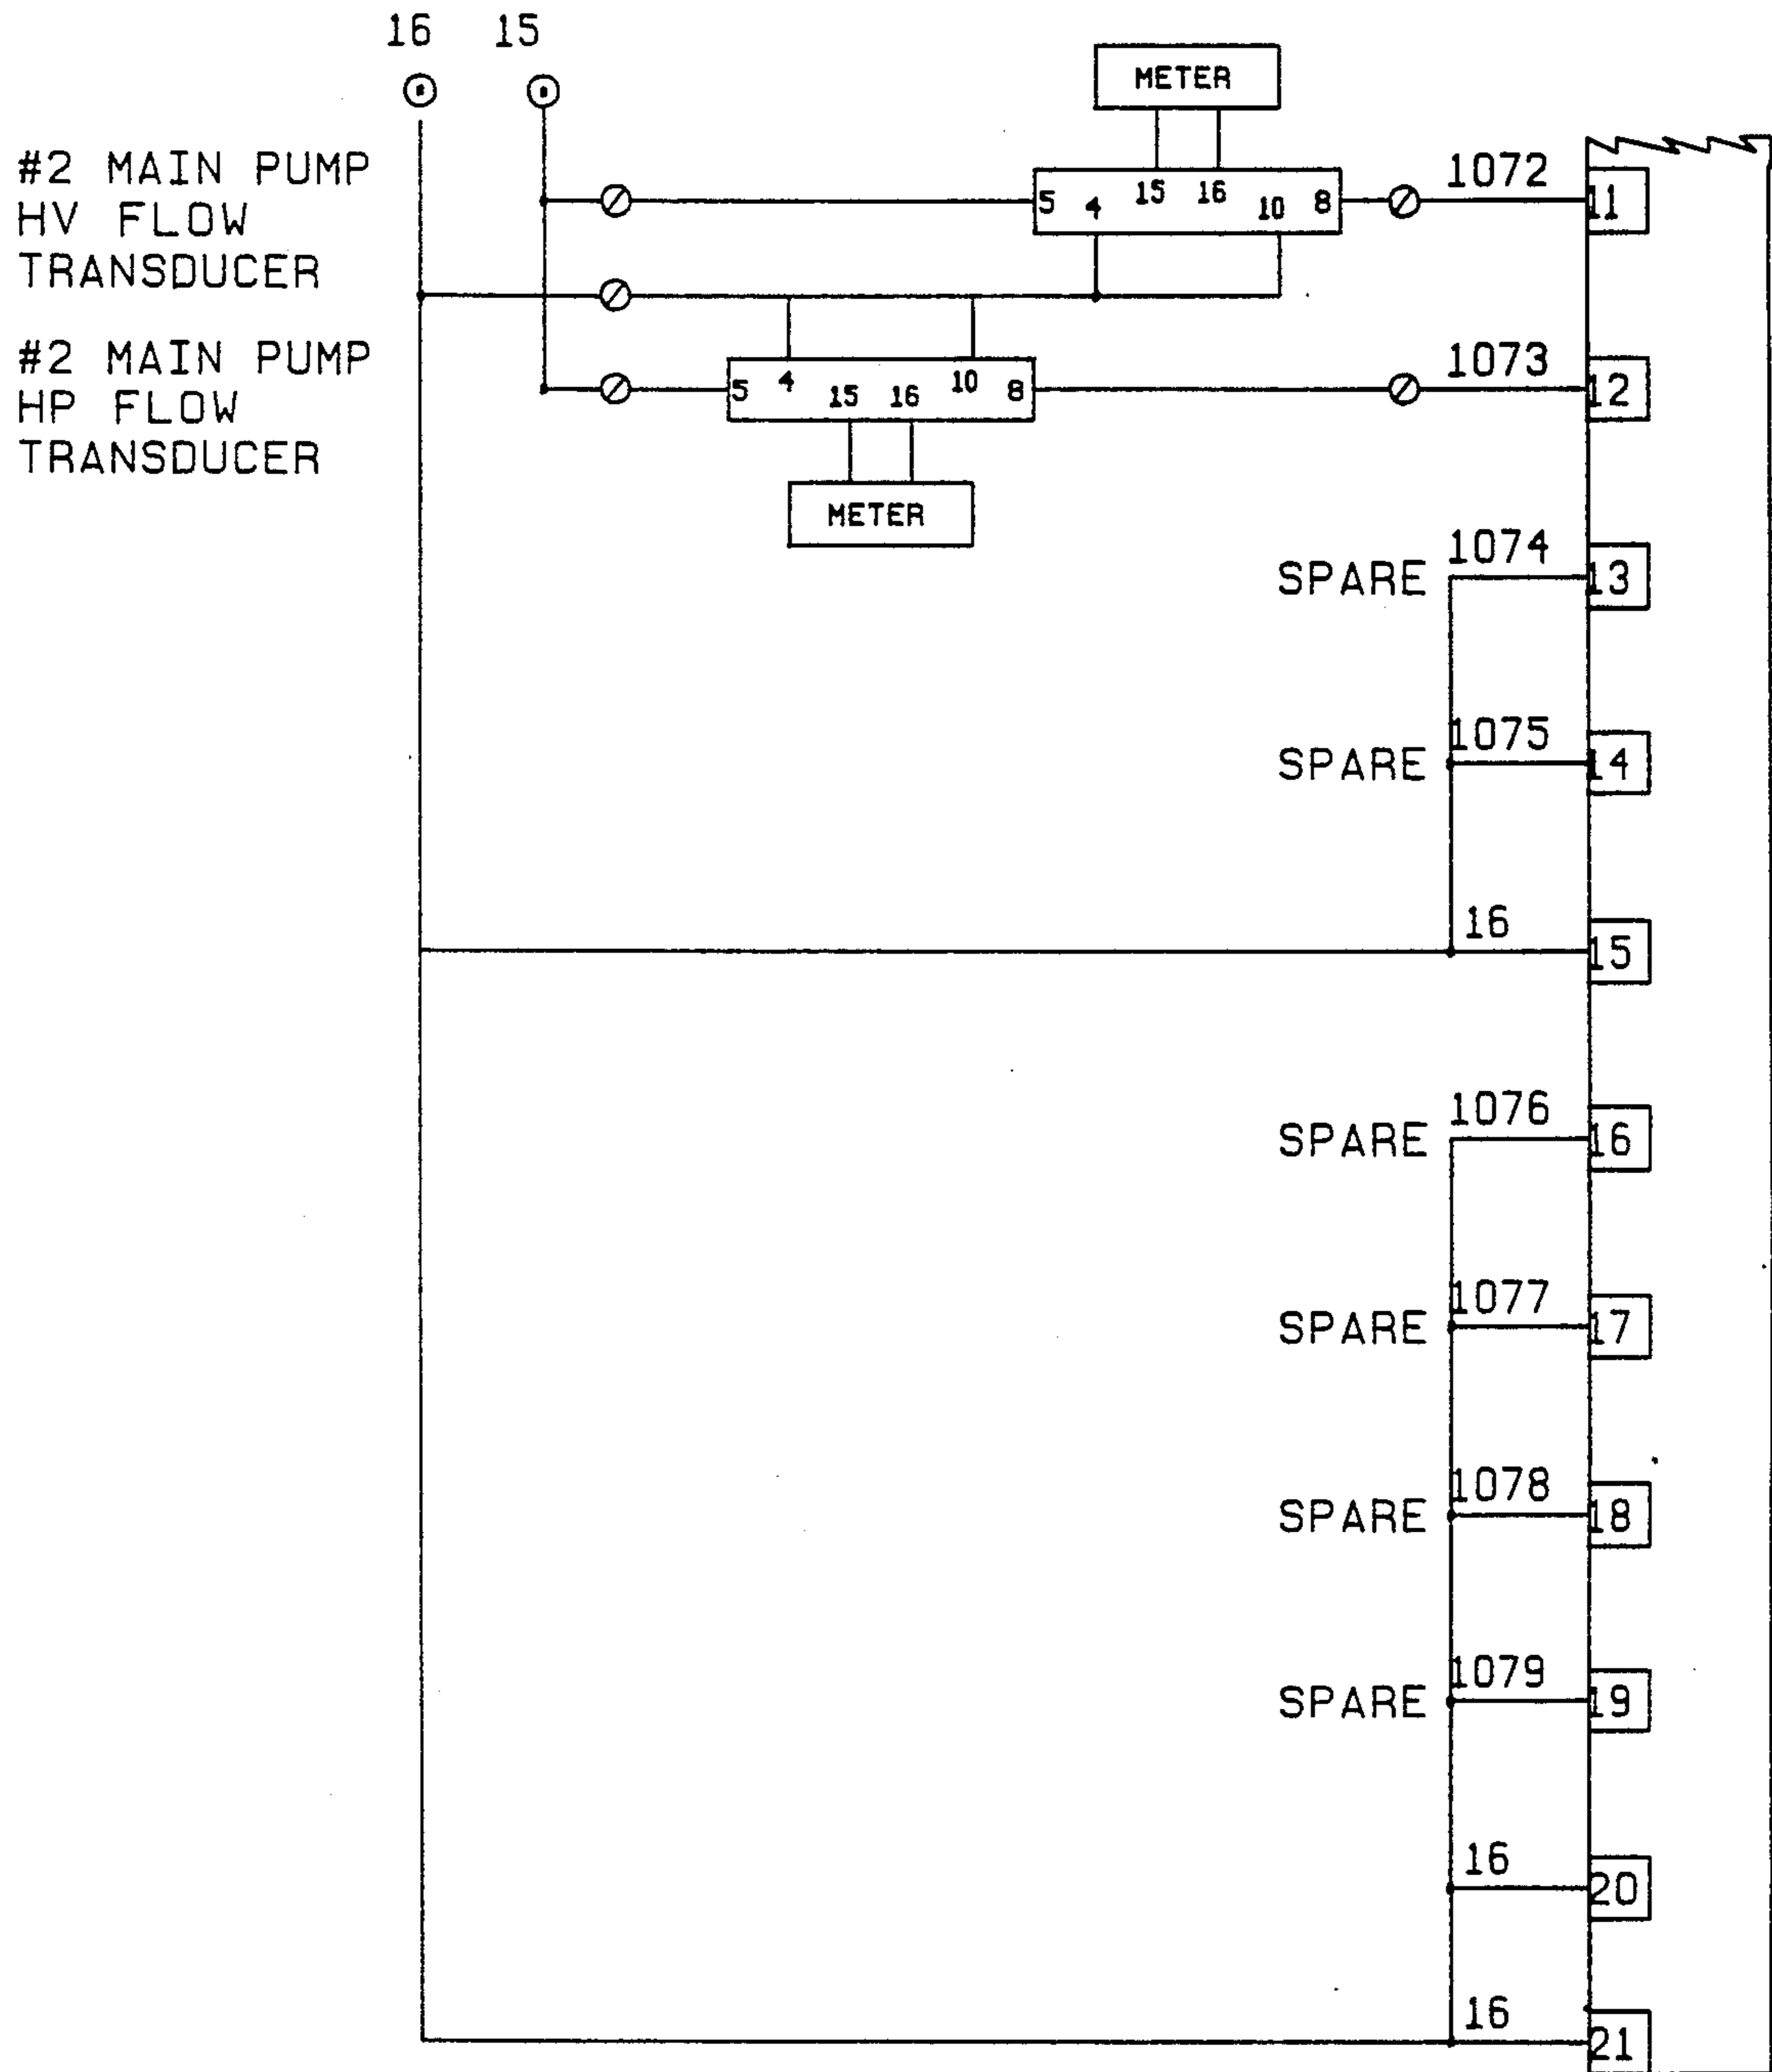 16 15
METER
#2 MAIN PUMP
HV FLOW
TRANSDUCER
5 4 15 16 10 8
1072
11
#2 MAIN PUMP
HP FLOW
TRANSDUCER
5 4 15 16 10 8
1073
12
METER
SPARE 1074 13
SPARE 1075 14
16 15
SPARE 1076 16
SPARE 1077 17
SPARE 1078 18
SPARE 1079 19
16 20
16 21